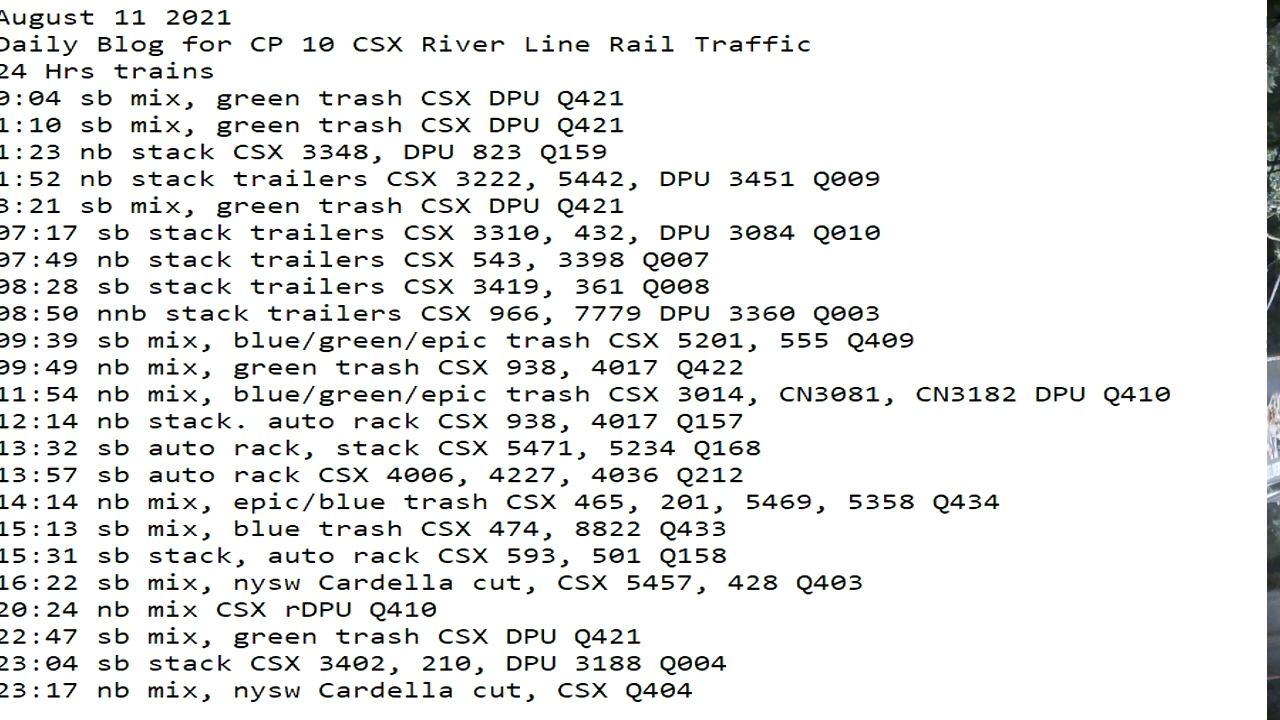 August 11 2021
Daily Blog for CP 10 CSX River Line Rail Traffic
24 Hrs trains
0:04 sb mix, green trash CSX DPU Q421
1:10 sb mix, green trash CSX DPU Q421
1:23 nb stack CSX 3348, DPU 823 Q159
1:52 nb stack trailers CSX 3222, 5442, DPU 3451 Q009
3:21 sb mix, green trash CSX DPU Q421
07:17 sb stack trailers CSX 3310, 432, DPU 3084 Q010
07:49 nb stack trailers CSX 543, 3398 Q007
08:28 sb stack trailers CSX 3419, 361 Q008
08:50 nnb stack trailers CSX 966, 7779 DPU 3360 Q003
09:39 sb mix, blue/green/epic trash CSX 5201, 555 Q409
09:49 nb mix, green trash CSX 938, 4017 Q422
11:54 nb mix, blue/green/epic trash CSX 3014, CN3081, CN3182 DPU Q410
12:14 nb stack. auto rack CSX 938, 4017 Q157
13:32 sb auto rack, stack CSX 5471, 5234 Q168
13:57 sb auto rack CSX 4006, 4227, 4036 Q212
14:14 nb mix, epic/blue trash CSX 465, 201, 5469, 5358 Q434
15:13 sb mix, blue trash CSX 474, 8822 Q433
15:31 sb stack, auto rack CSX 593, 501 Q158
16:22 sb mix, nysw Cardella cut, CSX 5457, 428 Q403
20:24 nb mix CSX rDPU Q410
22:47 sb mix, green trash CSX DPU Q421
23:04 sb stack CSX 3402, 210, DPU 3188 Q004
23:17 nb mix, nysw Cardella cut, CSX Q404